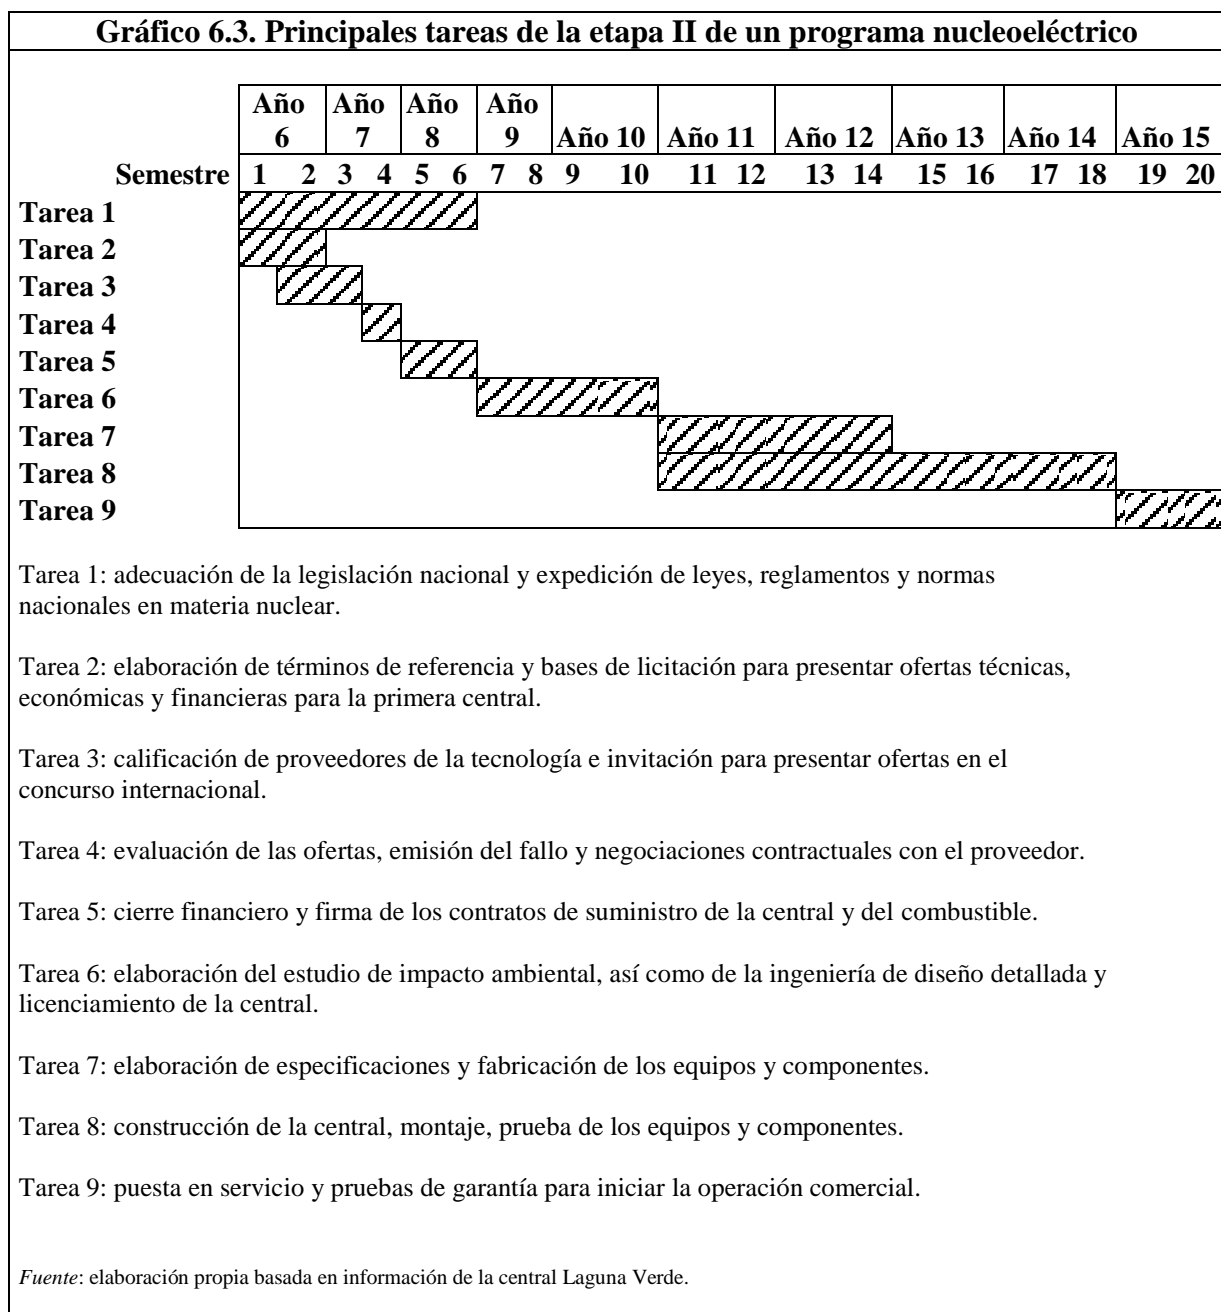 Gráfico 6.3. Principales tareas de la etapa II de un programa nucleoeléctrico
Año 6 Año 7 Año 8 Año 9 Año 10 Año 11 Año 12 Año 13 Año 14 Año 15
Semestre 1 2 3 4 5 6 7 8 9 10 11 12 13 14 15 16 17 18 19 20
Tarea 1
Tarea 2
Tarea 3
Tarea 4
Tarea 5
Tarea 6
Tarea 7
Tarea 8
Tarea 9
Tarea 1: adecuación de la legislación nacional y expedición de leyes, reglamentos y normas
nacionales en materia nuclear.
Tarea 2: elaboración de términos de referencia y bases de licitación para presentar ofertas técnicas,
económicas y financieras para la primera central.
Tarea 3: calificación de proveedores de la tecnología e invitación para presentar ofertas en el
concurso internacional.
Tarea 4: evaluación de las ofertas, emisión del fallo y negociaciones contractuales con el proveedor.
Tarea 5: cierre financiero y firma de los contratos de suministro de la central y del combustible.
Tarea 6: elaboración del estudio de impacto ambiental, así como de la ingeniería de diseño detallada y
licenciamiento de la central.
Tarea 7: elaboración de especificaciones y fabricación de los equipos y componentes.
Tarea 8: construcción de la central, montaje, prueba de los equipos y componentes.
Tarea 9: puesta en servicio y pruebas de garantía para iniciar la operación comercial.
Fuente: elaboración propia basada en información de la central Laguna Verde.